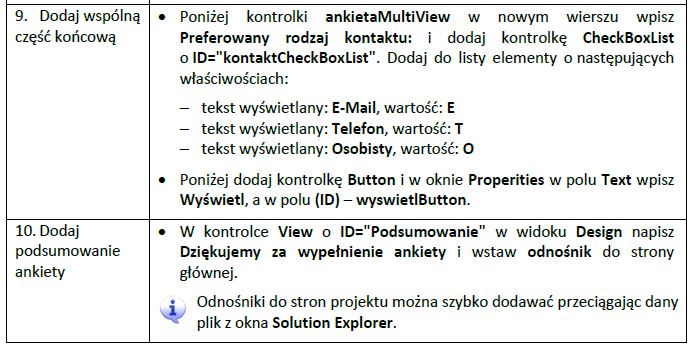 9. Dodaj wspólną
część końcową
• Poniżej kontrolki ankietaMultiView w nowym wierszu wpisz
Preferowany rodzaj kontaktu: i dodaj kontrolkę CheckBoxList
o ID="kontaktCheckBoxList". Dodaj do listy elementy o następujących
właściwościach:
– tekst wyświetlany: E-Mail, wartość: E
– tekst wyświetlany: Telefon, wartość: T
– tekst wyświetlany: Osobisty, wartość: O
• Poniżej dodaj kontrolkę Button i w oknie Properities w polu Text wpisz
Wyświetl, a w polu (ID) – wyswietlButton.
10. Dodaj
podsumowanie
ankiety
• W kontrolce View o ID="Podsumowanie" w widoku Design napisz
Dziękujemy za wypełnienie ankiety i wstaw odnośnik do strony
głównej.
i Odnośniki do stron projektu można szybko dodawać przeciągając dany
plik z okna Solution Explorer.